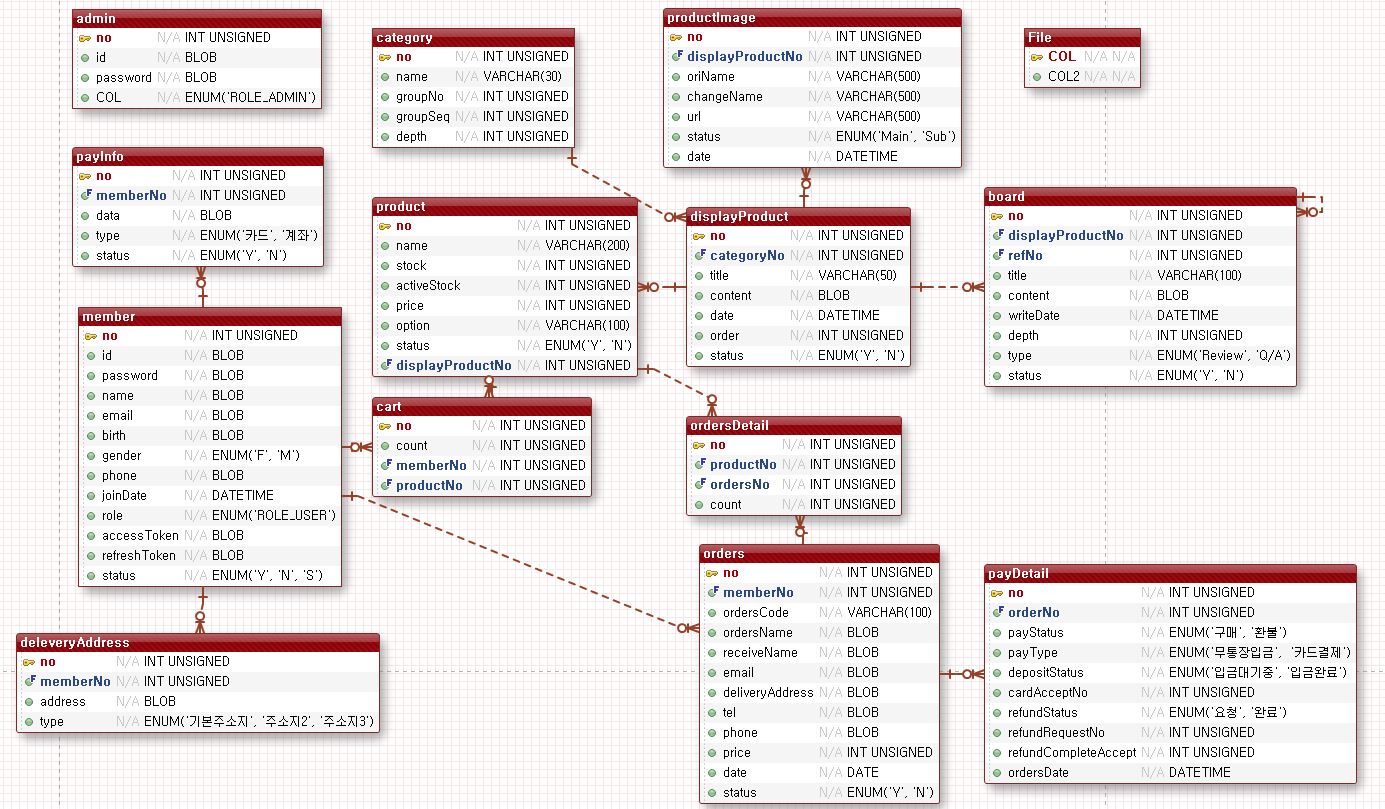 admin
no N/A INT UNSIGNED
id N/A BLOB
password N/A BLOB
COL N/A ENUM('ROLE_ADMIN')
category
no N/A INT UNSIGNED
name N/A VARCHAR(30)
groupNo N/A INT UNSIGNED
groupSeq N/A INT UNSIGNED
depth N/A INT UNSIGNED
productImage
no N/A INT UNSIGNED
displayProductNo N/A INT UNSIGNED
oriName N/A VARCHAR(500)
changeName N/A VARCHAR(500)
url N/A VARCHAR(500)
status N/A ENUM('Main', 'Sub')
date N/A DATETIME
File
COL N/A N/A
COL2 N/A N/A
payInfo
no N/A INT UNSIGNED
memberNo N/A INT UNSIGNED
data N/A BLOB
type N/A ENUM('카드', '계좌')
status N/A ENUM('Y', 'N')
product
no N/A INT UNSIGNED
name N/A VARCHAR(200)
stock N/A INT UNSIGNED
activeStock N/A INT UNSIGNED
price N/A INT UNSIGNED
option N/A VARCHAR(100)
status N/A ENUM('Y', 'N')
displayProductNo N/A INT UNSIGNED
displayProduct
no N/A INT UNSIGNED
categoryNo N/A INT UNSIGNED
title N/A VARCHAR(50)
content N/A BLOB
date N/A DATETIME
order N/A INT UNSIGNED
status N/A ENUM('Y', 'N')
board
no N/A INT UNSIGNED
displayProductNo N/A INT UNSIGNED
refNo N/A INT UNSIGNED
title N/A VARCHAR(100)
content N/A BLOB
writeDate N/A DATETIME
depth N/A INT UNSIGNED
type N/A ENUM('Review', 'Q/A')
status N/A ENUM('Y', 'N')
member
no N/A INT UNSIGNED
id N/A BLOB
password N/A BLOB
name N/A BLOB
email N/A BLOB
birth N/A BLOB
gender N/A ENUM('F', 'M')
phone N/A BLOB
joinDate N/A DATETIME
role N/A ENUM('ROLE_USER')
accessToken N/A BLOB
refreshToken N/A BLOB
status N/A ENUM('Y', 'N', 'S')
cart
no N/A INT UNSIGNED
count N/A INT UNSIGNED
memberNo N/A INT UNSIGNED
productNo N/A INT UNSIGNED
ordersDetail
no N/A INT UNSIGNED
productNo N/A INT UNSIGNED
ordersNo N/A INT UNSIGNED
count N/A INT UNSIGNED
deleveryAddress
no N/A INT UNSIGNED
memberNo N/A INT UNSIGNED
address N/A BLOB
type N/A ENUM('기본주소지', '주소지2', '주소지3')
orders
no N/A INT UNSIGNED
memberNo N/A INT UNSIGNED
ordersCode N/A VARCHAR(100)
ordersName N/A BLOB
receiveName N/A BLOB
email N/A BLOB
deliveryAddress N/A BLOB
tel N/A BLOB
phone N/A BLOB
price N/A INT UNSIGNED
date N/A DATE
status N/A ENUM('Y', 'N')
payDetail
no N/A INT UNSIGNED
orderNo N/A INT UNSIGNED
payStatus N/A ENUM('구매', '환불')
payType N/A ENUM('무통장입금', '카드결제')
depositStatus N/A ENUM('입금대기중', '입금완료')
cardAcceptNo N/A INT UNSIGNED
refundStatus N/A ENUM('요청', '완료')
refundRequestNo N/A INT UNSIGNED
refundCompleteAccept N/A INT UNSIGNED
ordersDate N/A DATETIME